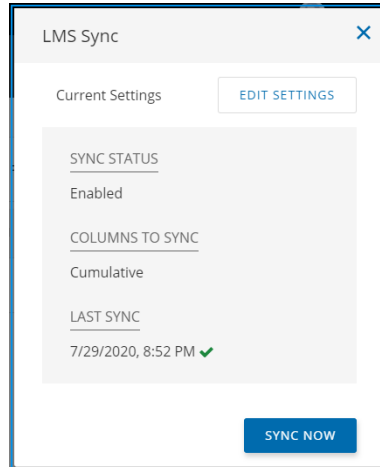 LMS Sync
Current Settings
EDIT SETTINGS
SYNC STATUS
Enabled
COLUMNS TO SYNC
Cumulative
LAST SYNC
7/29/2020, 8:52 PM
SYNC NOW